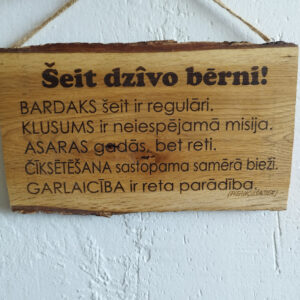 Šeit dzīvo bērni!
BARDAKS šeit ir regulāri.
KLUSUMS ir neiespējamā misija.
ASARAS gadās, bet reti.
ČĪKSTĒŠANA sastopama samērā bieži.
GARLAICĪBA ir reta parādība.